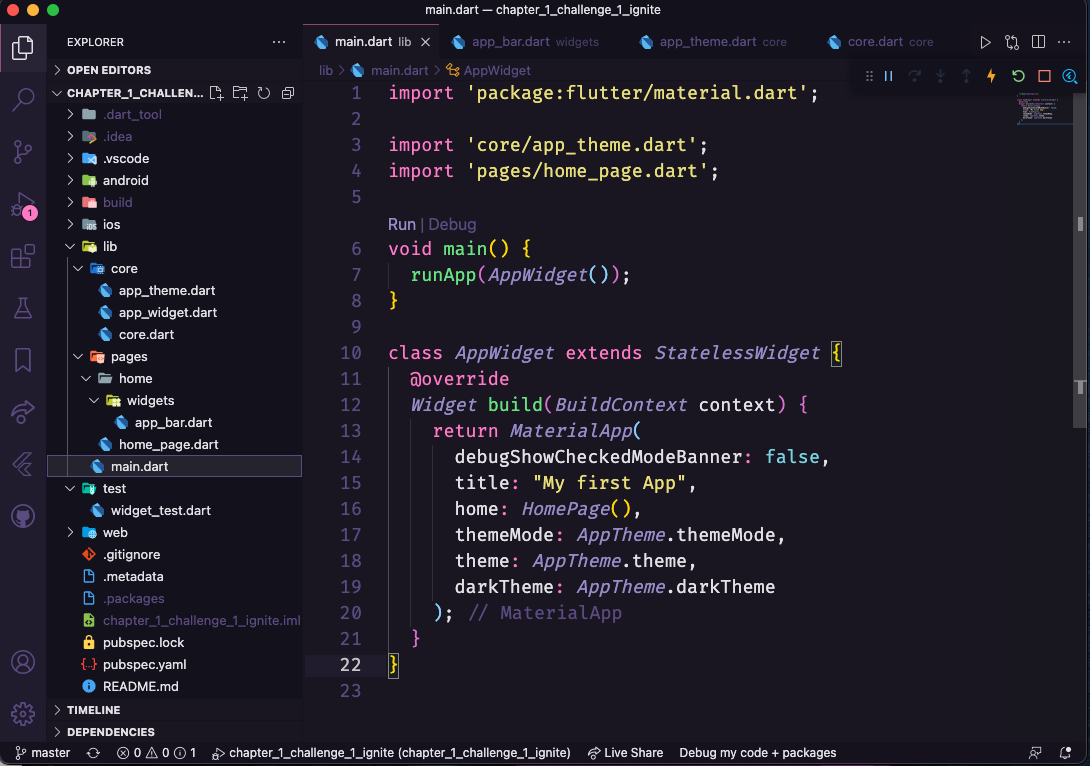 main.dart — chapter_1_challenge_1_ignite
EXPLORER
OPEN EDITORS
CHAPTER_1_CHALLEN...
.dart_tool
.idea
.vscode
android
build
ios
lib
core
app_theme.dart
app_widget.dart
core.dart
pages
home
widgets
app_bar.dart
home_page.dart
main.dart
test
widget_test.dart
web
.gitignore
.metadata
.packages
chapter_1_challenge_1_ignite.iml
pubspec.lock
pubspec.yaml
README.md
TIMELINE
DEPENDENCIES
1
main.dart lib
app_bar.dart widgets
app_theme.dart core
core.dart core
lib > main.dart > AppWidget
1 import 'package:flutter/material.dart';
2
3 import 'core/app_theme.dart';
4 import 'pages/home_page.dart';
5
Run | Debug
6 void main() {
7 runApp(AppWidget());
8 }
9
10 class AppWidget extends StatelessWidget {
11 @override
12 Widget build(BuildContext context) {
13 return MaterialApp(
14 debugShowCheckedModeBanner: false,
15 title: "My first App",
16 home: HomePage(),
17 themeMode: AppTheme.themeMode,
18 theme: AppTheme.theme,
19 darkTheme: AppTheme.darkTheme
20 ); // MaterialApp
21 }
22 }
23
master 0 0 1 chapter_1_challenge_1_ignite (chapter_1_challenge_1_ignite) Live Share Debug my code + packages